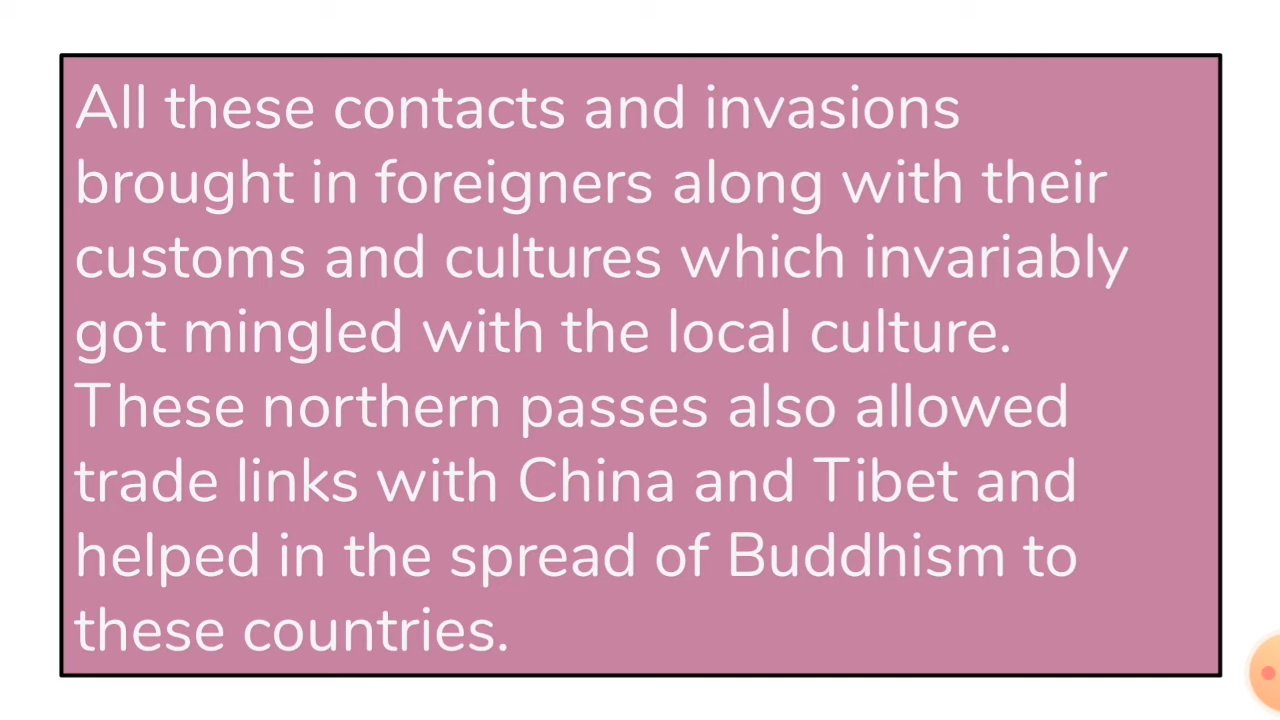 All these contacts and invasions
brought in foreigners along with their
customs and cultures which invariably
got mingled with the local culture.
These northern passes also allowed
trade links with China and Tibet and
helped in the spread of Buddhism to
these countries.